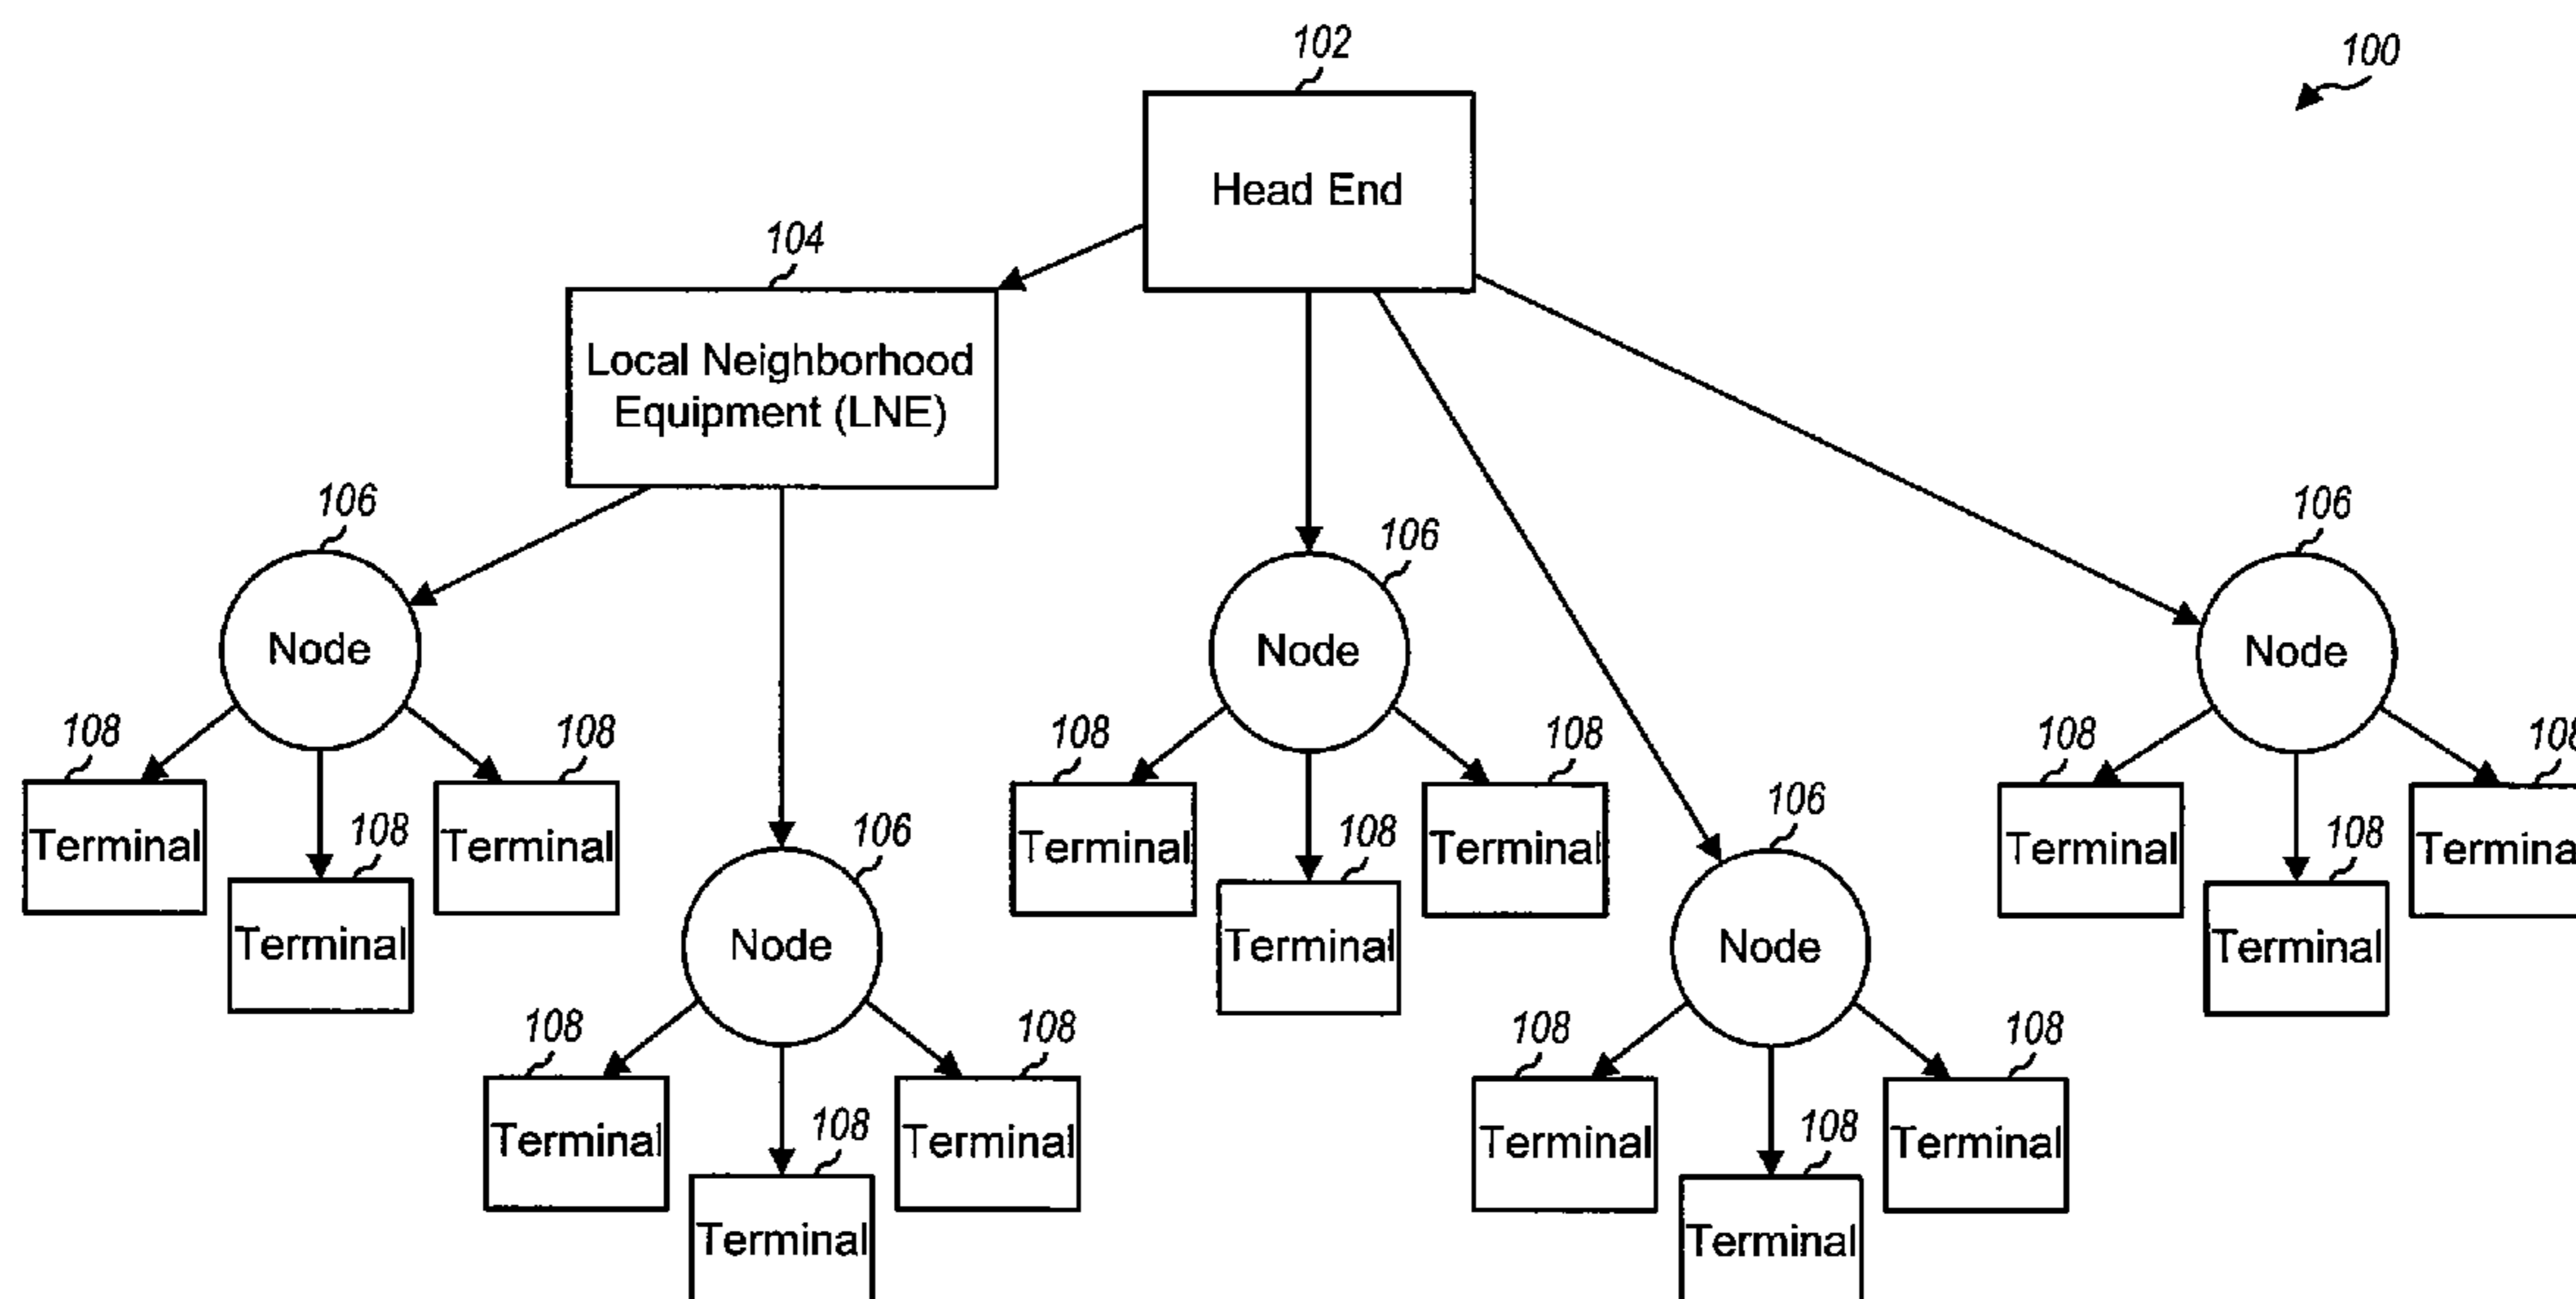 102
100
Head End
104
Local Neighborhood
Equipment (LNE)
106
106
106
Node
Node
Node
108
108
108
108
108
108
106
106
108
108
108
Terminal
Terminal
Terminal
Terminal
Terminal
Termina
Terminal
Node
Terminal
Node
Terminal
108
108
108
108
108
108
Terminal
Terminal
Terminal
Terminal
Terminal
Terminal